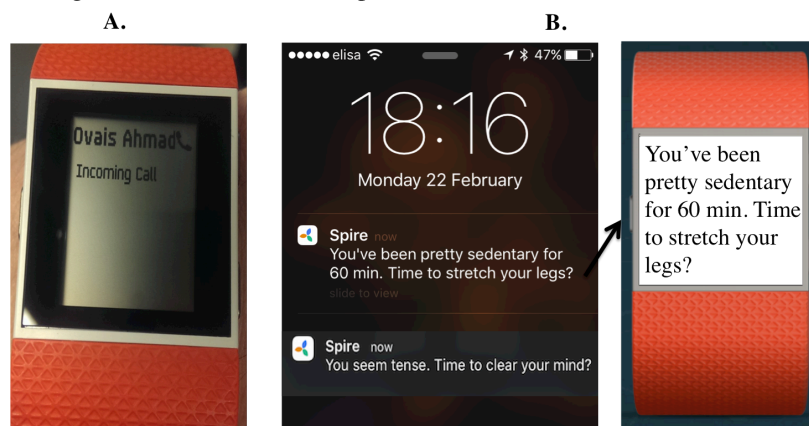 A.
B.
Ovais Ahmad
Incoming Call
elisa
47%
18:16
Monday 22 February
Spire now
You've been pretty sedentary for
60 min. Time to stretch your legs?
slide to view
Spire now
You seem tense. Time to clear your mind?
You've been
pretty sedentary
for 60 min. Time
to stretch your
legs?